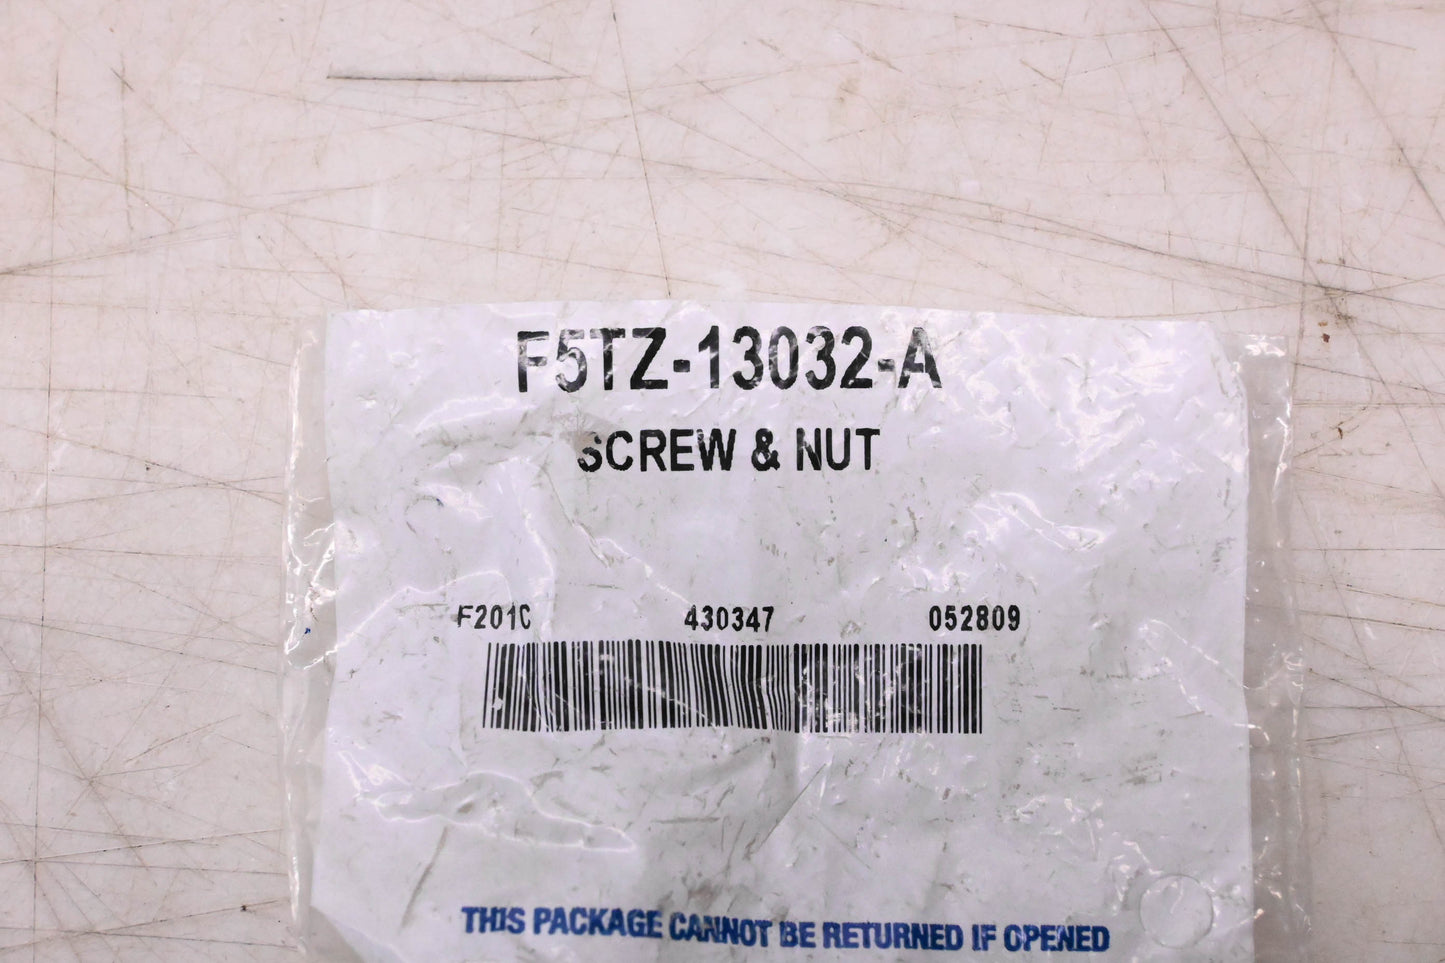 F5TZ-13032-A
SCREW & NUT
F201C 430347 052809
THIS PACKAGE CANNOT BE RETURNED IF OPENED